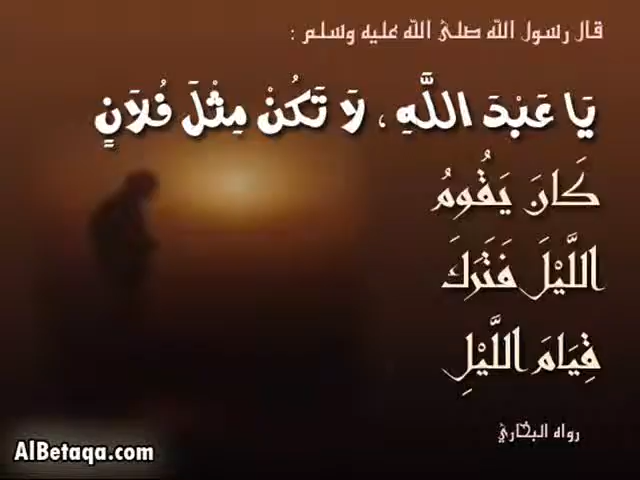 قال رسول الله صلى الله عليه وسلم :
يَا عَبْدَ اللَّهِ ، لَا تَكُنْ مِثْلَ فُلَانٍ
كَانَ يَقُومُ
اللَّيْلَ فَتَرَكَ
قِيَامَ اللَّيْلِ
رواه البخاري
AlBetaqa.com